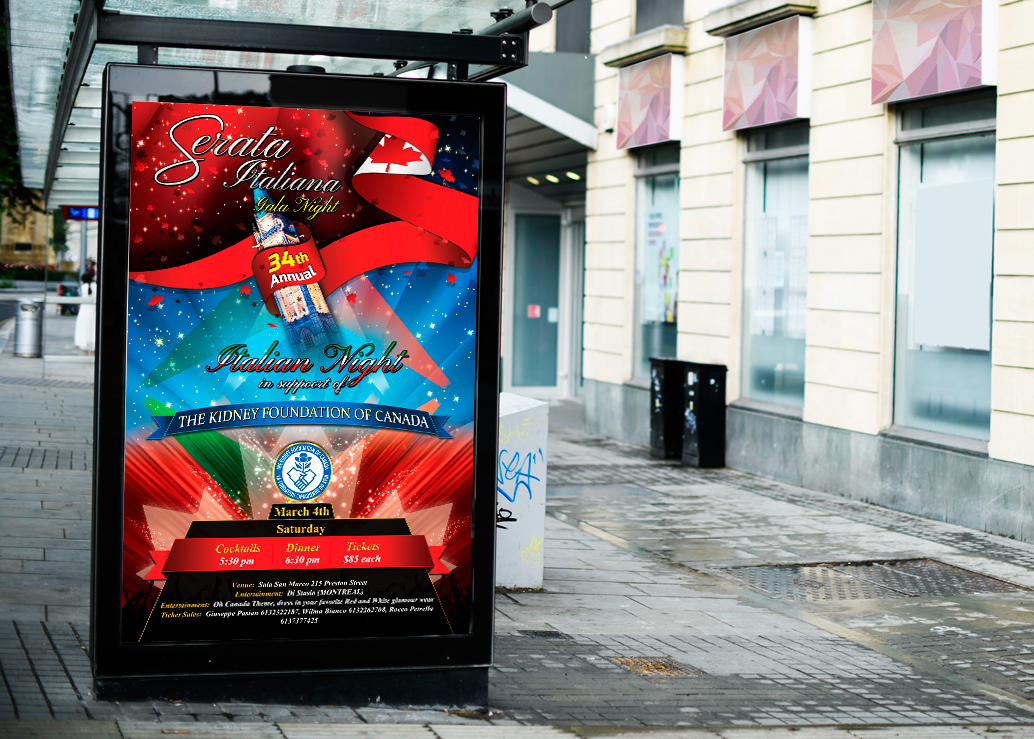 Serata
Italiana
Gala Night
34th
Annual
Italian Night
in suppoort of
THE KIDNEY FOUNDATION OF CANADA
March 4th
Saturday
Cocktails Dinner Tickets
5:30 pm 6:30 pm $85 each
Venue: Sala San Marco 215 Preston Street
Entertainment: Di Stasio (MONTREAL)
Entertainment: Oh Canada Theme, dress in your favorite Red and White glamour wear
Ticket Sales: Giuseppe Pasian 6132322187, Wilma Bianco 6132262708, Rocco Petrella
6137377425